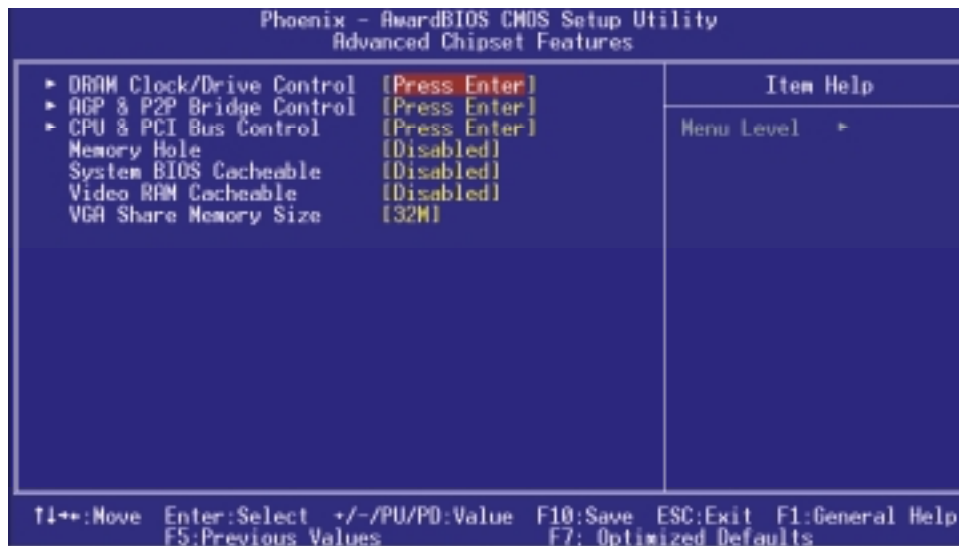 Phoenix - AwardBIOS CMOS Setup Utility
Advanced Chipset Features
► DRAM Clock/Drive Control [Press Enter]
► AGP & P2P Bridge Control [Press Enter]
► CPU & PCI Bus Control [Press Enter]
Memory Hole [Disabled]
System BIOS Cacheable [Disabled]
Video RAM Cacheable [Disabled]
VGA Share Memory Size [32M]
Item Help
Menu Level ►
↑↓→←:Move Enter:Select +/-/PU/PD:Value F10:Save ESC:Exit F1:General Help
F5:Previous Values F7: Optimized Defaults